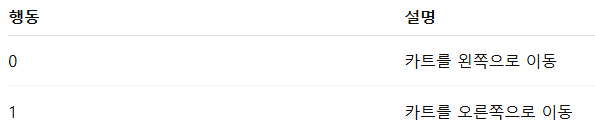 행동 설명
0 카트를 왼쪽으로 이동
1 카트를 오른쪽으로 이동